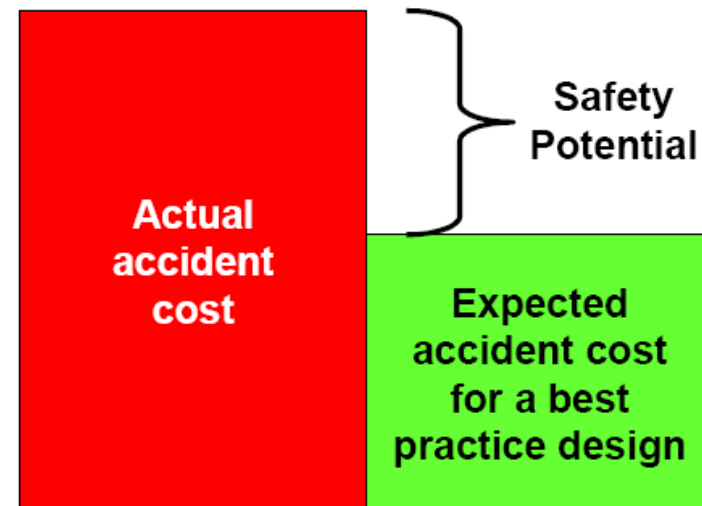 Actual
accident
cost
Safety
Potential
Expected
accident cost
for a best
practice design